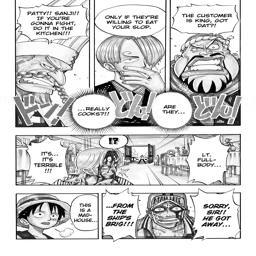 PATTY!! SANJI!!
IF YOU'RE
GONNA FIGHT,
DO IT IN THE
KITCHEN!!!
ONLY IF THEY'RE
WILLING TO EAT
YOUR SLOP.
THE CUSTOMER
IS KING, GOT
DAT?!
...REALLY
COOKS?!!
ARE
THEY...
!?
IT'S...
IT'S
TERRIBLE
LT.
FULL-
BODY...
THIS IS
A MAD-
HOUSE...
...FROM
THE
SHIP'S
BRIG!!!
SORRY,
SIR!!
HE GOT
AWAY...